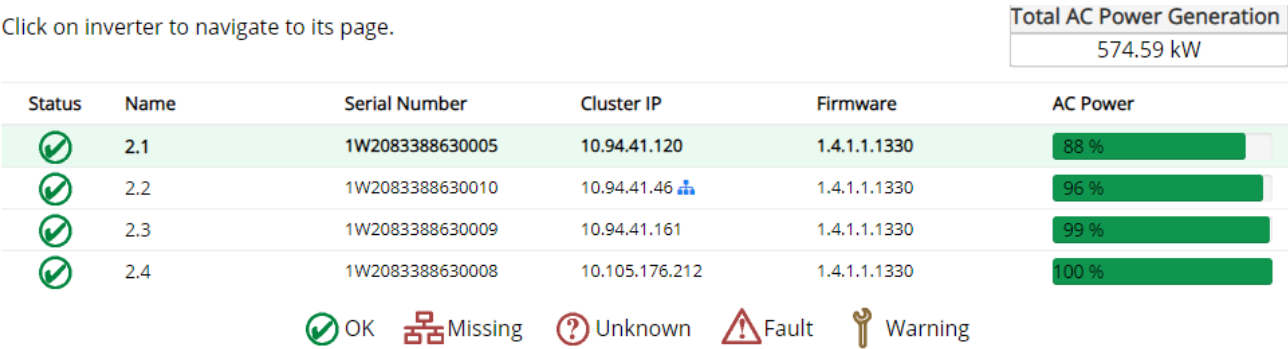 Click on inverter to navigate to its page.
Total AC Power Generation
574.59 kW
Status Name Serial Number Cluster IP Firmware AC Power
2.1 1W2083388630005 10.94.41.120 1.4.1.1.1330 88 %
2.2 1W2083388630010 10.94.41.46 1.4.1.1.1330 96 %
2.3 1W2083388630009 10.94.41.161 1.4.1.1.1330 99 %
2.4 1W2083388630008 10.105.176.212 1.4.1.1.1330 100 %
OK Missing Unknown Fault Warning